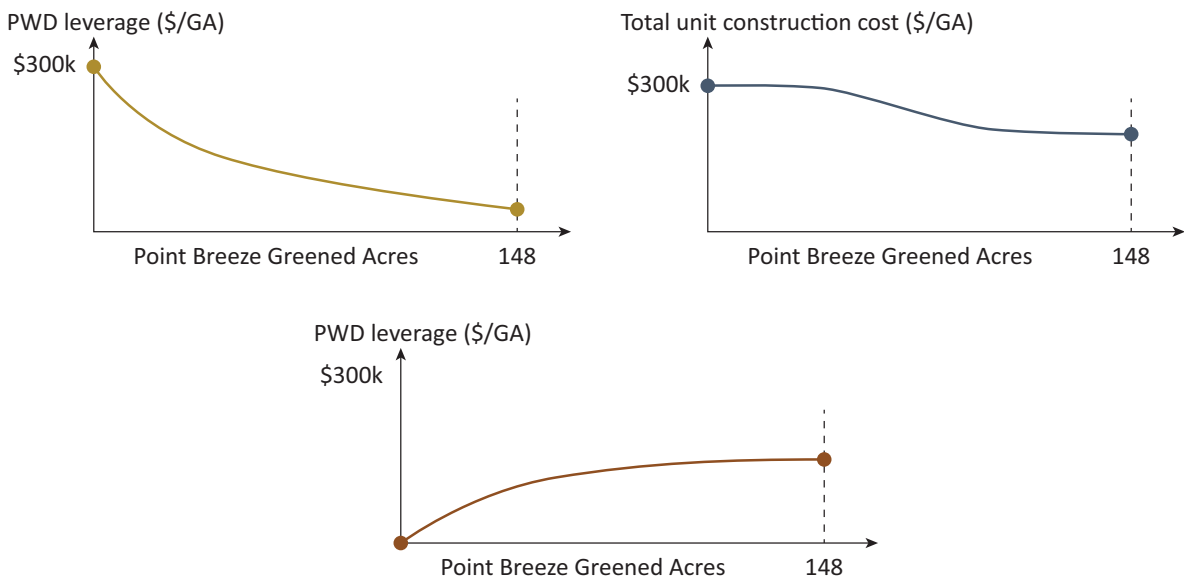 PWD leverage ($/GA)
$300k
Point Breeze Greened Acres
148
Total unit construction cost ($/GA)
$300k
Point Breeze Greened Acres
148
PWD leverage ($/GA)
$300k
Point Breeze Greened Acres
148